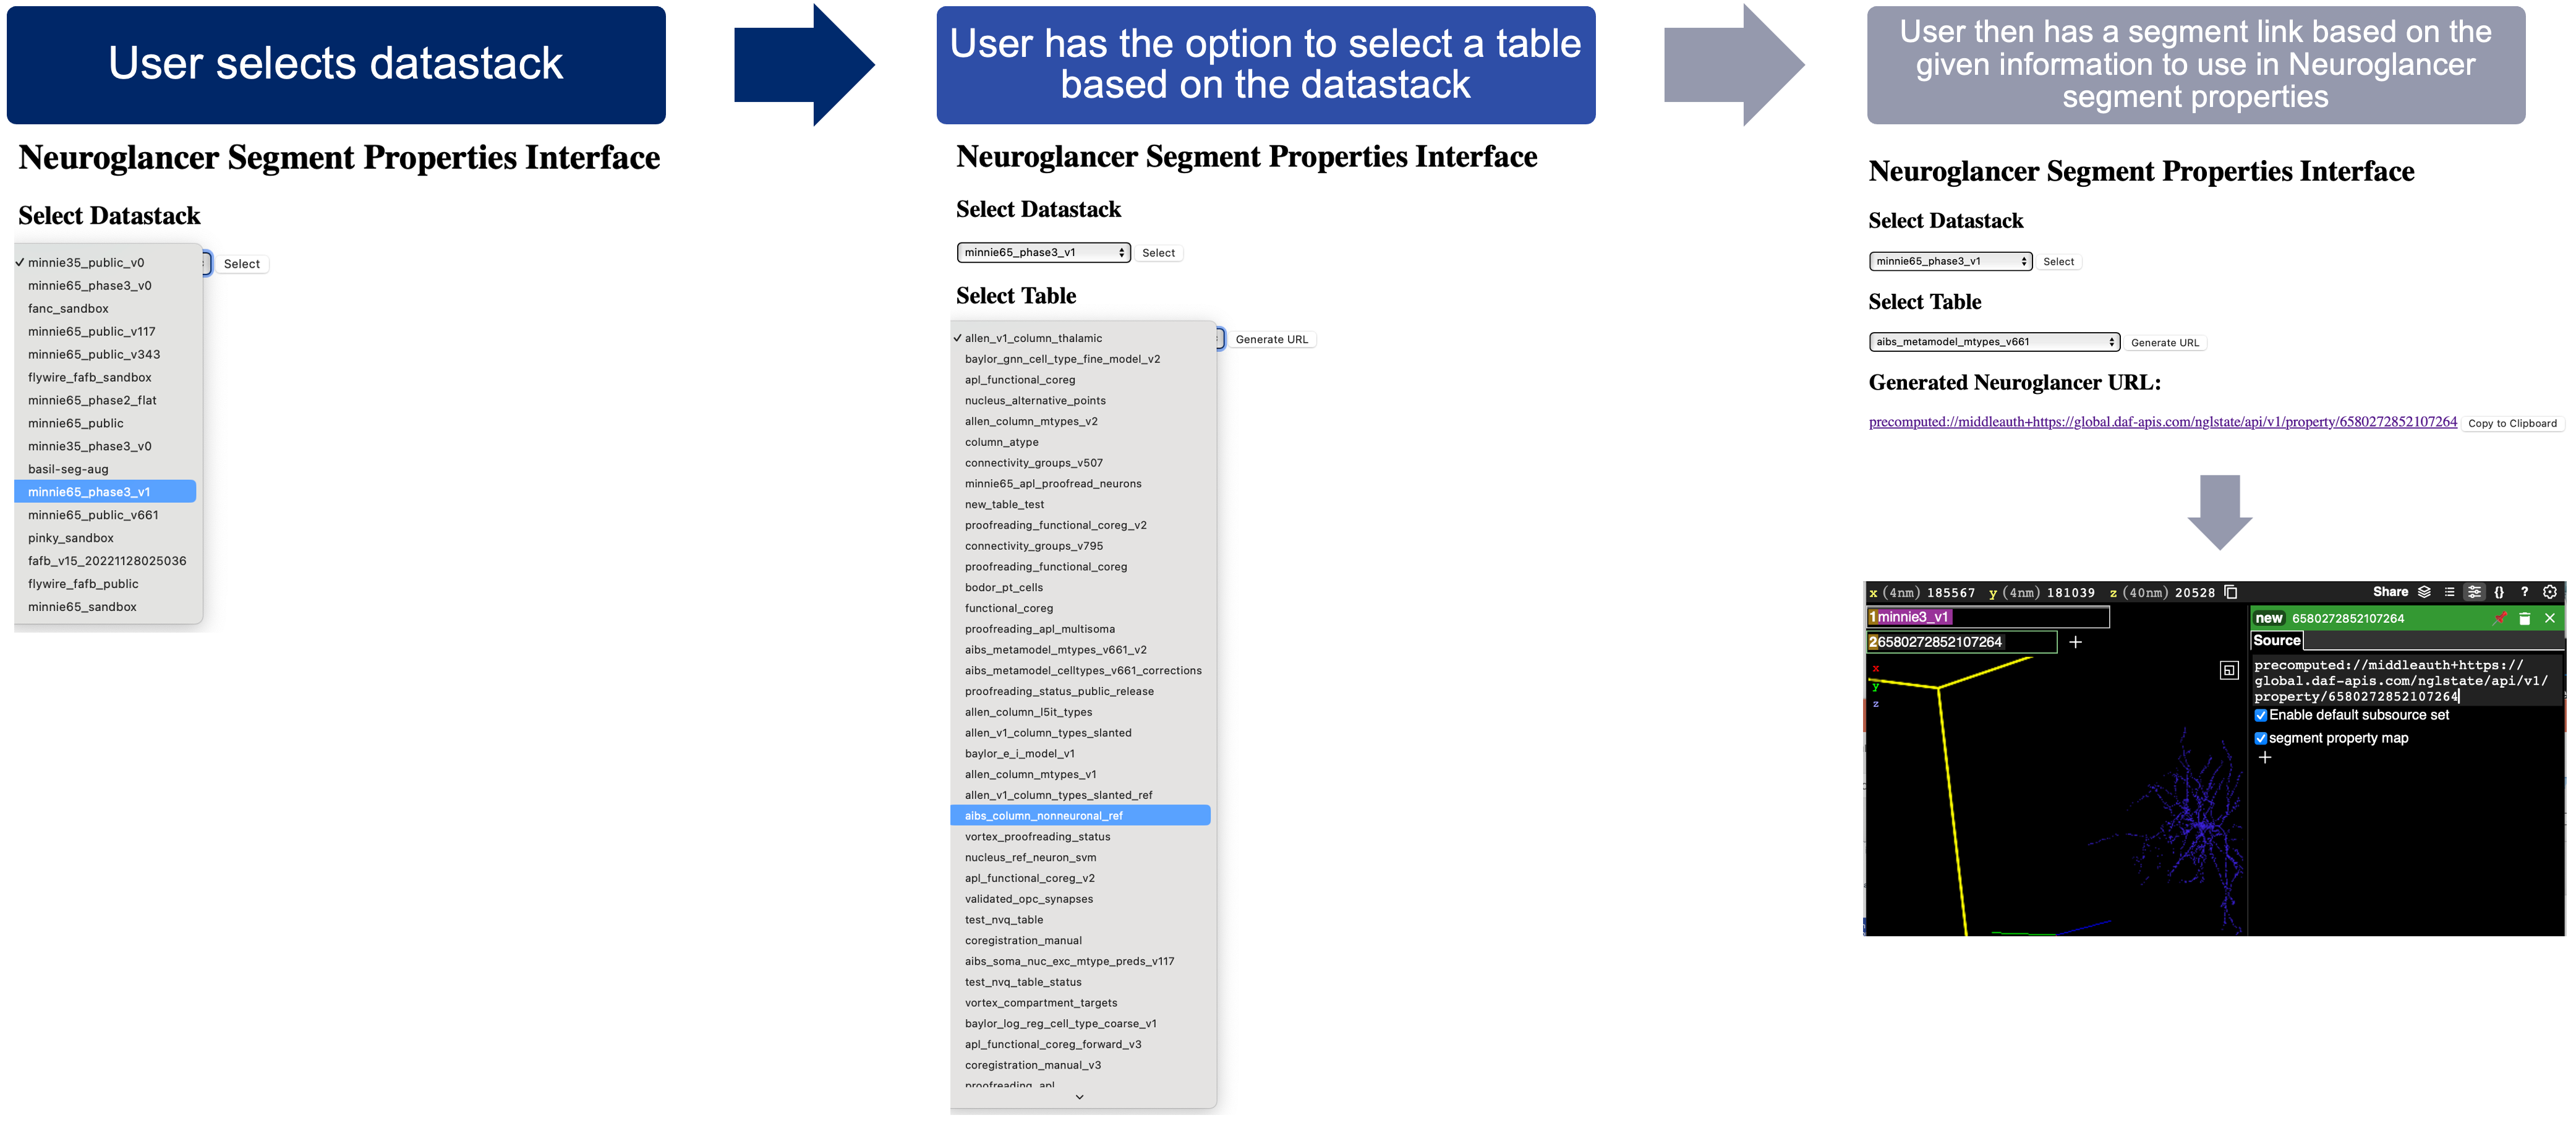 User selects datastack
User has the option to select a table
based on the datastack
User then has a segment link based on the
given information to use in Neuroglancer
segment properties
Neuroglancer Segment Properties Interface
Select Datastack
✓ minnie35_public_v0
Select
minnie65_phase3_v0
fanc_sandbox
minnie65_public_v117
minnie65_public_v343
flywire_fafb_sandbox
minnie65_phase2_flat
minnie65_public
minnie35_phase3_v0
basil-seg-aug
minnie65_phase3_v1
minnie65_public_v661
pinky_sandbox
fafb_v15_20221128025036
flywire_fafb_public
minnie65_sandbox
Neuroglancer Segment Properties Interface
Select Datastack
minnie65_phase3_v1 Select
Select Table
✓ allen_v1_column_thalamic
Generate URL
baylor_gnn_cell_type_fine_model_v2
apl_functional_coreg
nucleus_alternative_points
allen_column_mtypes_v2
column_atype
connectivity_groups_v507
minnie65_apl_proofread_neurons
new_table_test
proofreading_functional_coreg_v2
connectivity_groups_v795
proofreading_functional_coreg
bodor_pt_cells
functional_coreg
proofreading_apl_multisoma
aibs_metamodel_mtypes_v661_v2
aibs_metamodel_celltypes_v661_corrections
proofreading_status_public_release
allen_column_l5it_types
allen_v1_column_types_slanted
baylor_e_i_model_v1
allen_column_mtypes_v1
allen_v1_column_types_slanted_ref
aibs_column_nonneuronal_ref
vortex_proofreading_status
nucleus_ref_neuron_svm
apl_functional_coreg_v2
validated_opc_synapses
test_nvq_table
coregistration_manual
aibs_soma_nuc_exc_mtype_preds_v117
test_nvq_table_status
vortex_compartment_targets
baylor_log_reg_cell_type_coarse_v1
apl_functional_coreg_forward_v3
coregistration_manual_v3
proofreading_apl
Neuroglancer Segment Properties Interface
Select Datastack
minnie65_phase3_v1 Select
Select Table
aibs_metamodel_mtypes_v661 Generate URL
Generated Neuroglancer URL:
precomputed://middleauth+https://global.daf-apis.com/nglstate/api/v1/property/6580272852107264 Copy to Clipboard
x (4nm) 185567 y (4nm) 181039 z (40nm) 20528 Share {} ?
1 minnie3_v1
2 6580272852107264 +
x
y
z
new 6580272852107264
Source
precomputed://middleauth+https://
global.daf-apis.com/nglstate/api/v1/
property/6580272852107264
Enable default subsource set
segment property map
+